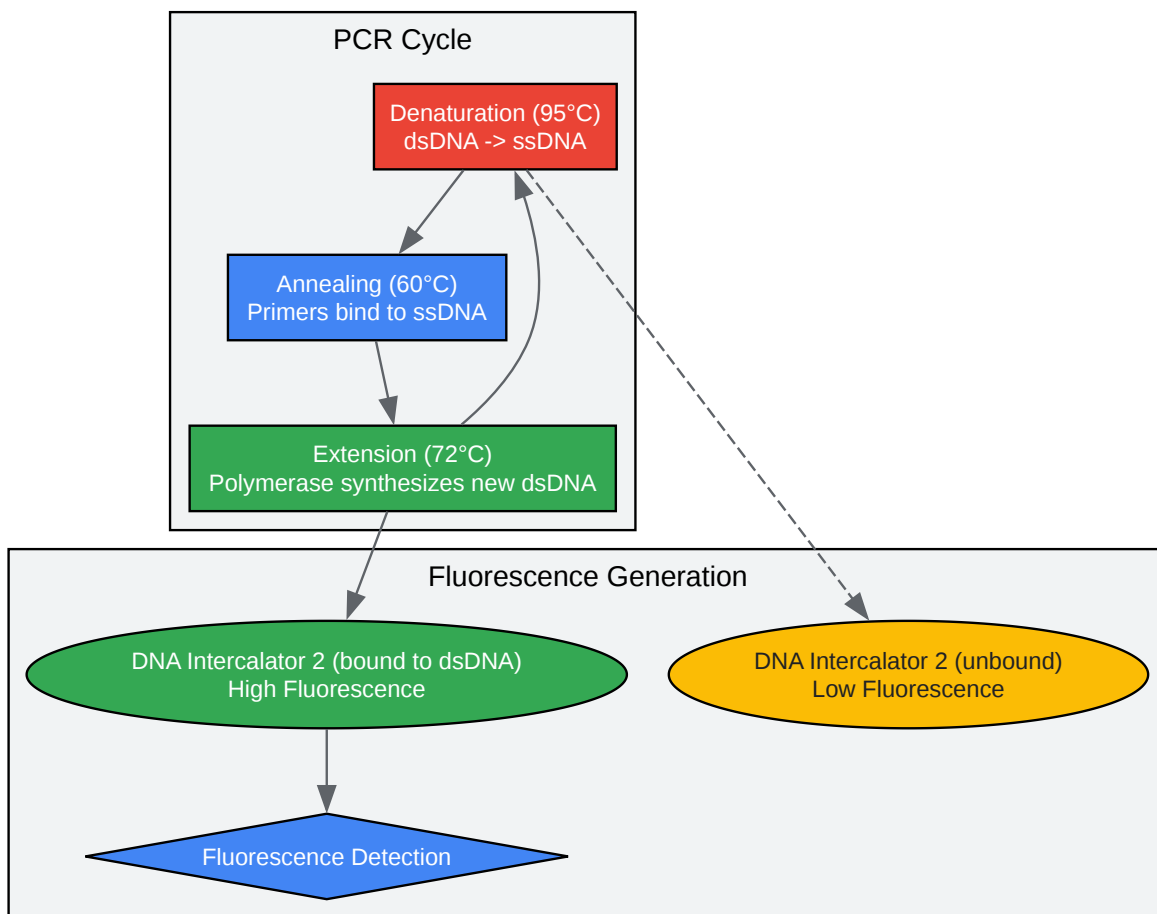 PCR Cycle
Denaturation (95°C)
dsDNA -> ssDNA
Annealing (60°C)
Primers bind to ssDNA
Extension (72°C)
Polymerase synthesizes new dsDNA
Fluorescence Generation
DNA Intercalator 2 (bound to dsDNA)
High Fluorescence
DNA Intercalator 2 (unbound)
Low Fluorescence
Fluorescence Detection